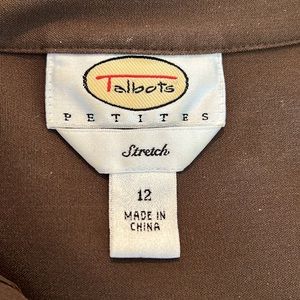 Talbots
PETITES
Stretch
12
MADE IN
CHINA